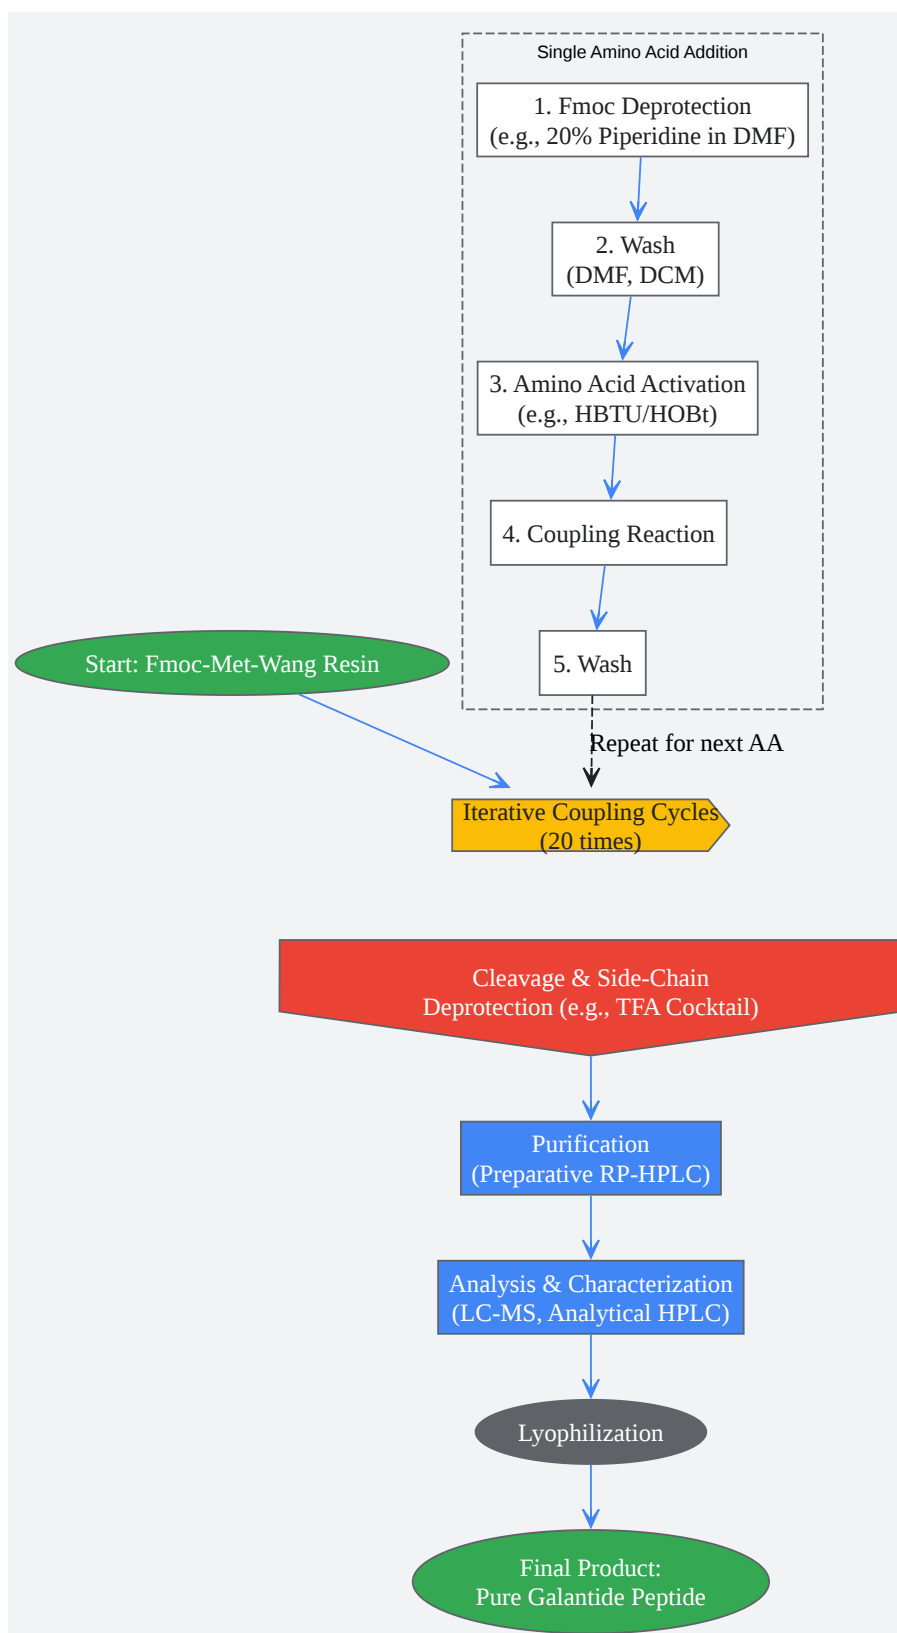 Single Amino Acid Addition
1. Fmoc Deprotection
(e.g., 20% Piperidine in DMF)
2. Wash
(DMF, DCM)
3. Amino Acid Activation
(e.g., HBTU/HOBt)
4. Coupling Reaction
Start: Fmoc-Met-Wang Resin
5. Wash
Repeat for next AA
Iterative Coupling Cycles
(20 times)
Cleavage & Side-Chain
Deprotection (e.g., TFA Cocktail)
Purification
(Preparative RP-HPLC)
Analysis & Characterization
(LC-MS, Analytical HPLC)
Lyophilization
Final Product:
Pure Galantide Peptide